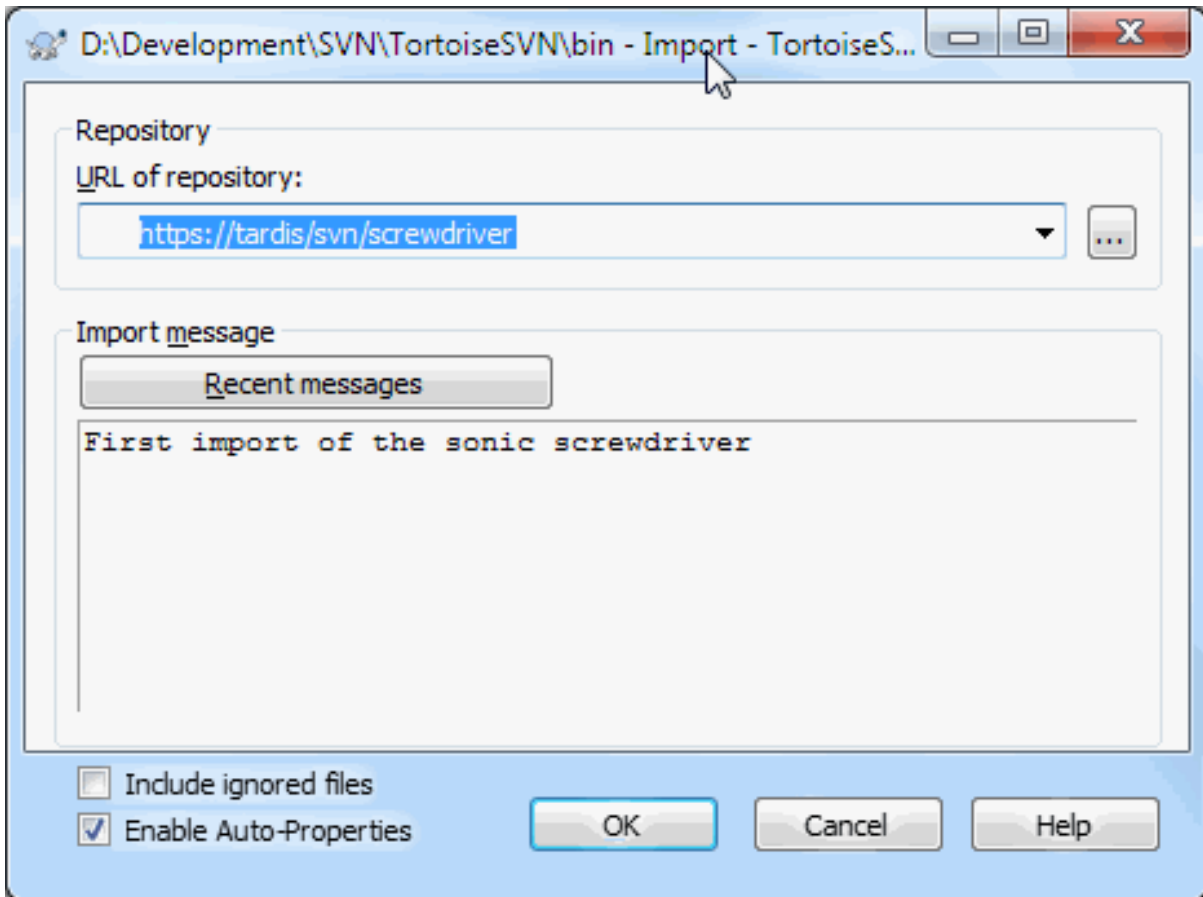 D:\Development\SVN\TortoiseSVN\bin - Import - TortoiseS...
Repository
URL of repository:
https://tardis/svn/screwdriver
...
Import message
Recent messages
First import of the sonic screwdriver
Include ignored files
Enable Auto-Properties
OK
Cancel
Help